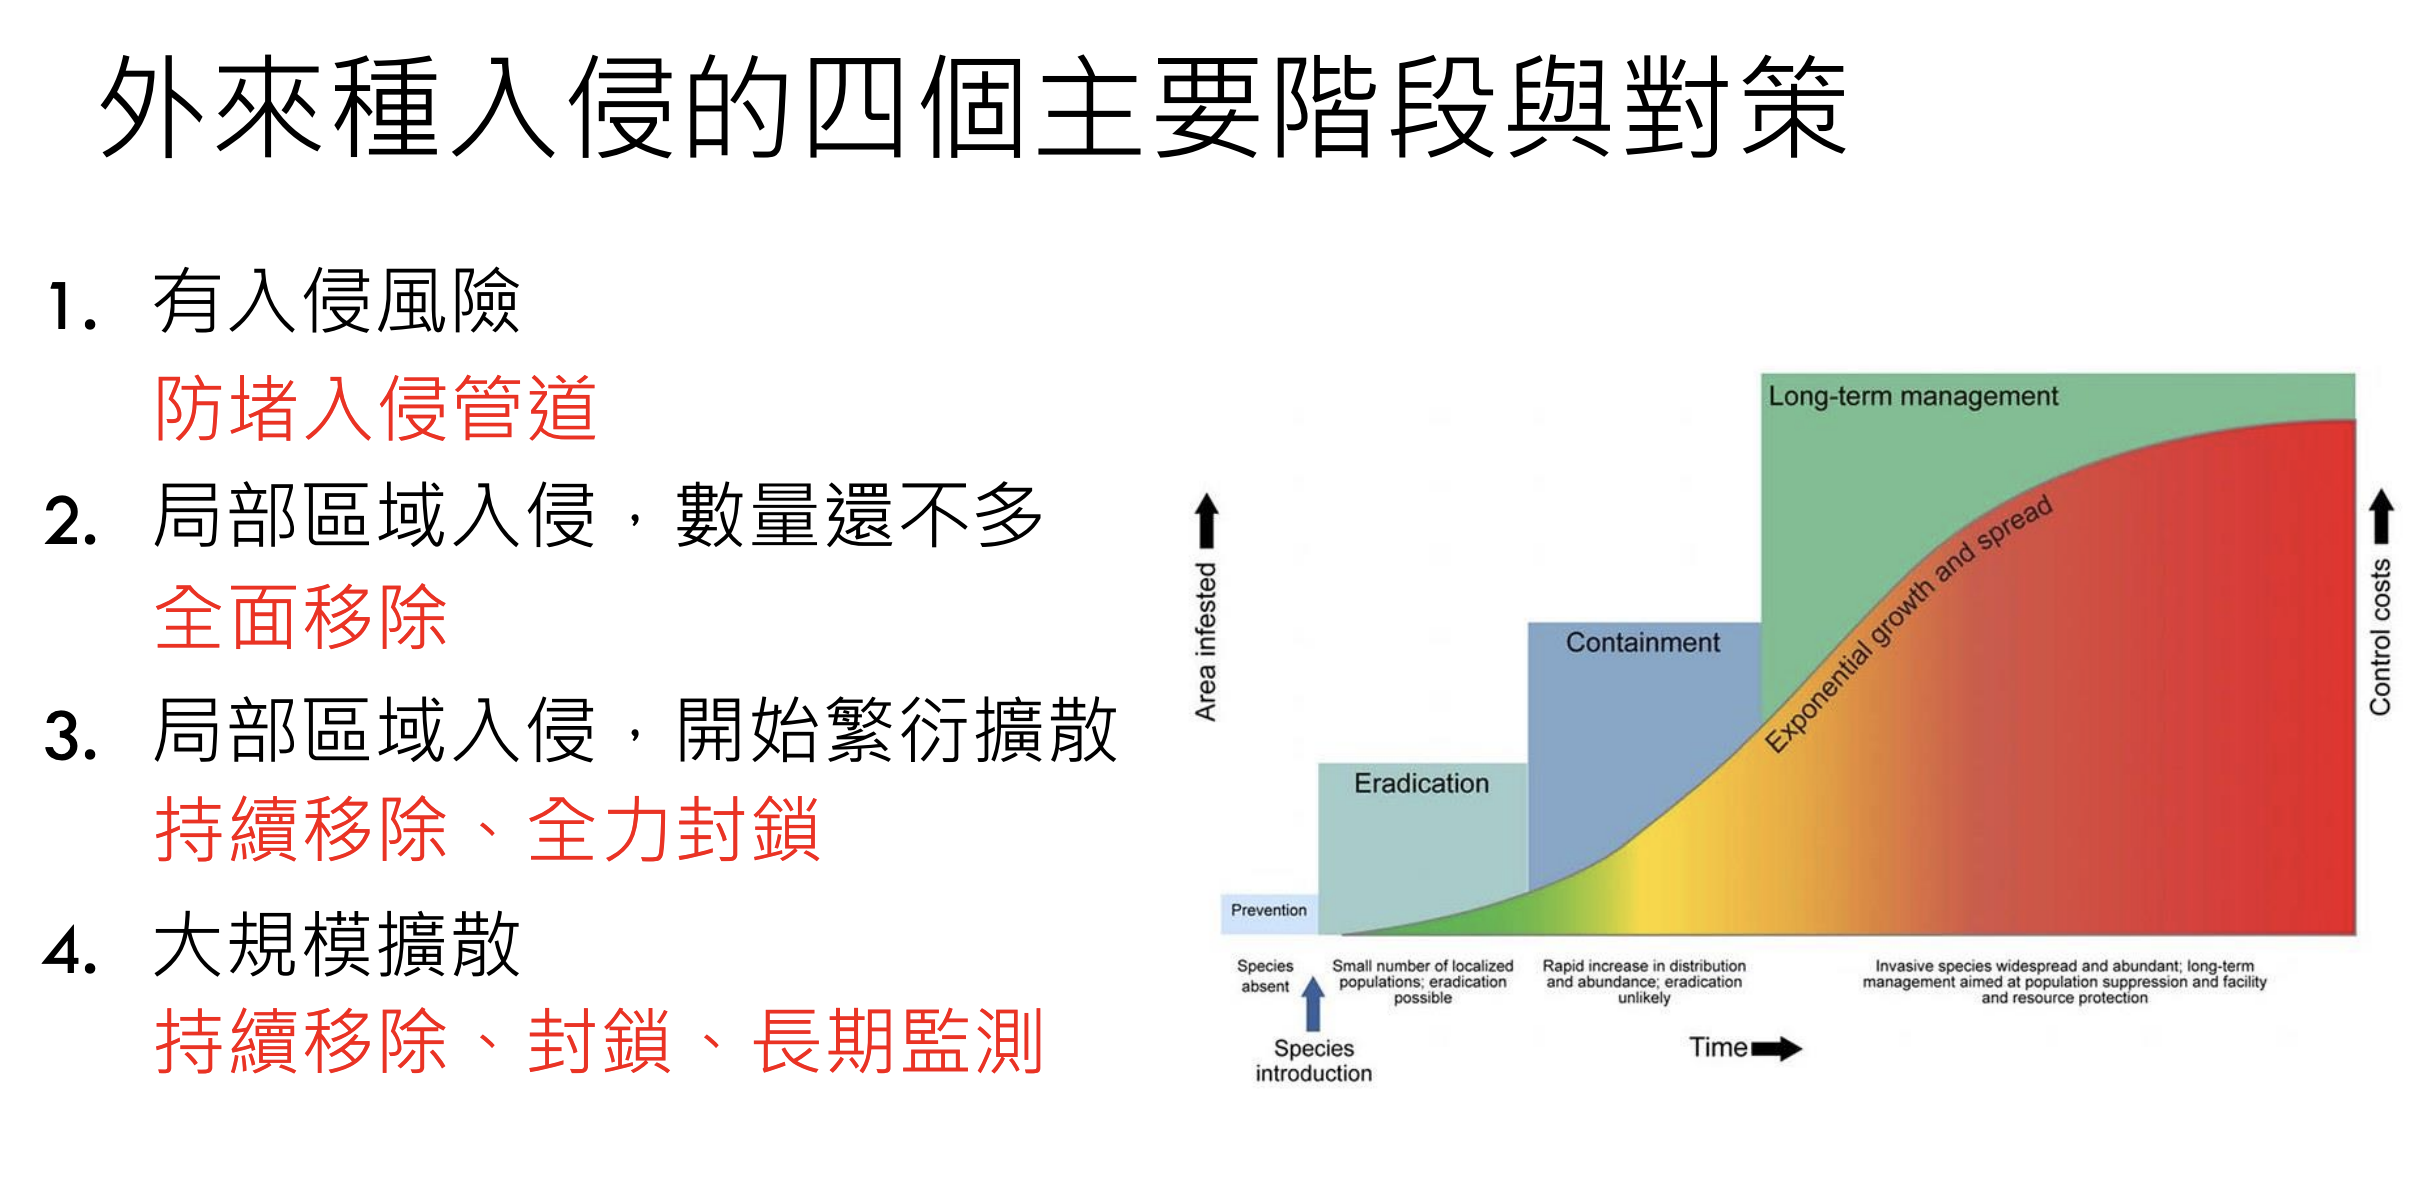 外來種入侵的四個主要階段與對策
1. 有入侵風險
防堵入侵管道
2. 局部區域入侵，數量還不多
全面移除
3. 局部區域入侵，開始繁衍擴散
持續移除、全力封鎖
4. 大規模擴散
持續移除、封鎖、長期監測
Long-term management
Containment
Eradication
Prevention
Exponential growth and spread
Area infested
Control costs
Species
absent
Small number of localized
populations; eradication
possible
Rapid increase in distribution
and abundance; eradication
unlikely
Invasive species widespread and abundant; long-term
management aimed at population suppression and facility
and resource protection
Species
introduction
Time